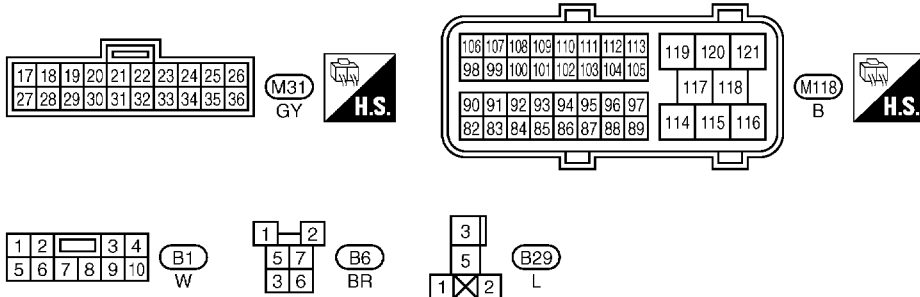 17 18 19 20 21 22 23 24 25 26
27 28 29 30 31 32 33 34 35 36
M31
GY
H.S.
106 107 108 109 110 111 112 113
98 99 100 101 102 103 104 105
90 91 92 93 94 95 96 97
82 83 84 85 86 87 88 89
119 120 121
117 118
114 115 116
M118
B
H.S.
1 2 3 4
5 6 7 8 9 10
B1
W
1 2
5 7
3 6
B6
BR
3
5
1 2
B29
L